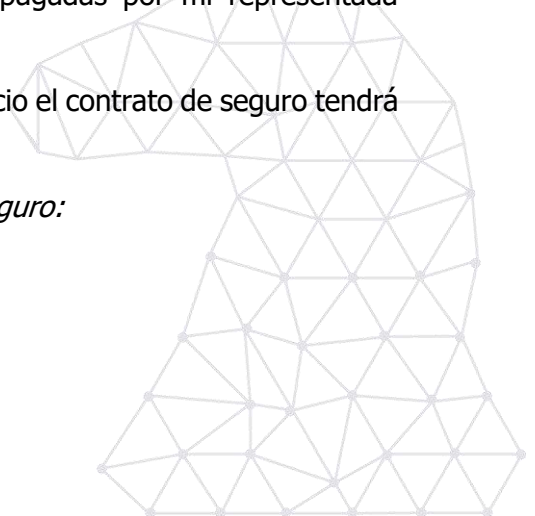 pagadas por mi representada
cio el contrato de seguro tendrá
guro: